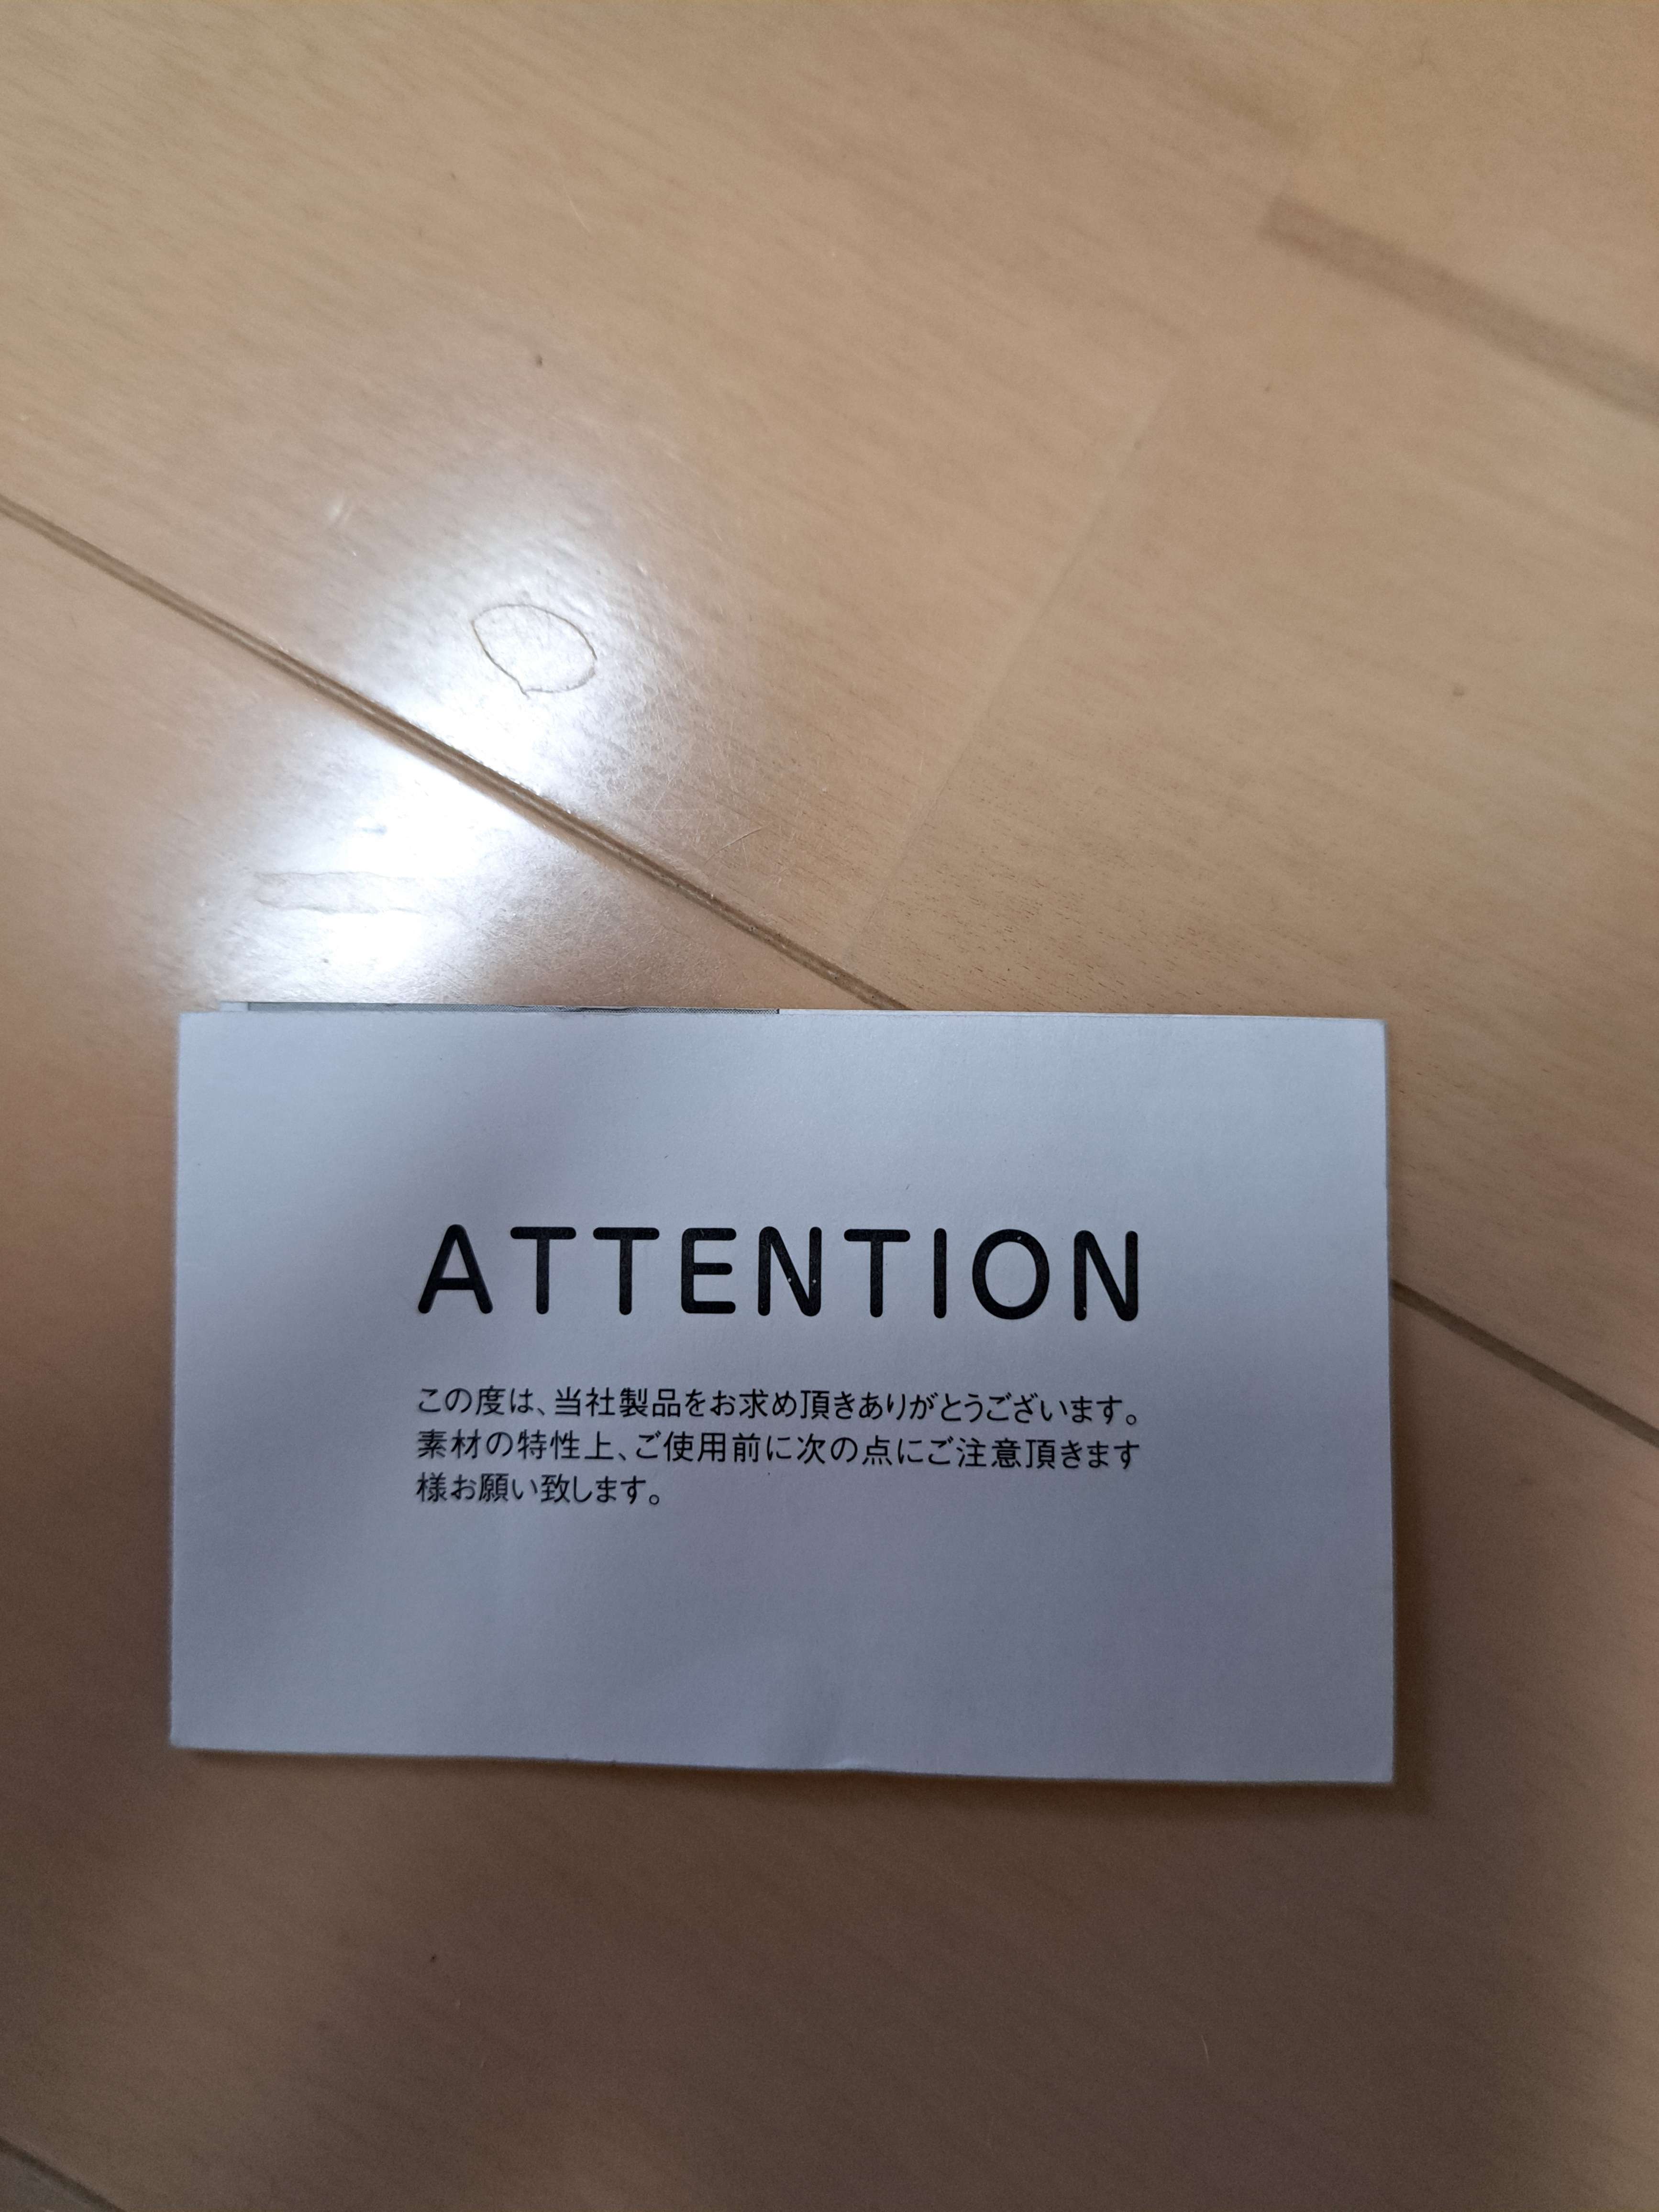 ATTENTION
この度は、当社製品をお求め頂きありがとうございます。
素材の特性上、ご使用前に次の点にご注意頂きます
様お願い致します。